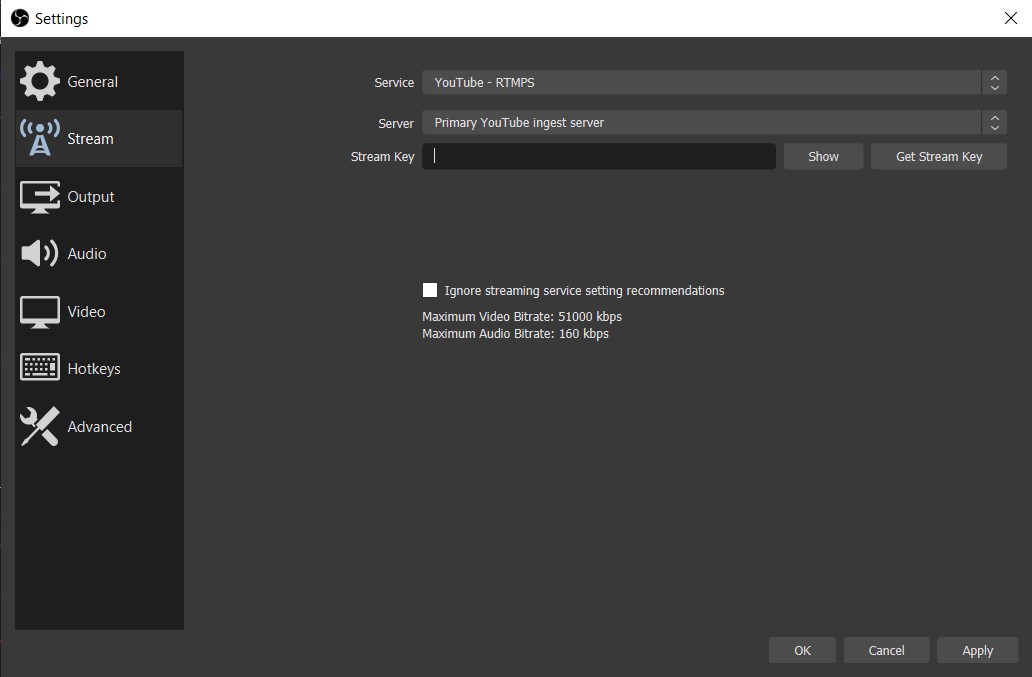 Settings
General
Stream
Output
Audio
Video
Hotkeys
Advanced
Service YouTube - RTMPS
Server Primary YouTube ingest server
Stream Key Show Get Stream Key
Ignore streaming service setting recommendations
Maximum Video Bitrate: 51000 kbps
Maximum Audio Bitrate: 160 kbps
OK Cancel Apply